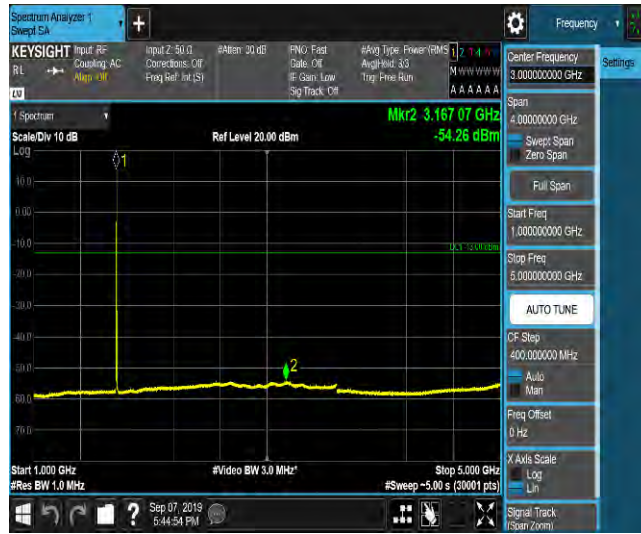 Spectrum Analyzer 1
Swept SA
+
Frequency
KEYSIGHT
Input: RF
Input Z: 50 Ω
#Atten: 30 dB
PNO: Fast
#Avg Type: Power (RMS
1 2
RL
Coupling: AC
Corrections: Off
Gate: Off
Avg|Hold: 3/3
M W W W W W
Align: Off
Freq Ref: Int (S)
IF Gain: Low
Trig: Free Run
Sig Track: Off
A A A A A A
1 Spectrum
Mkr2 3.167 07 GHz
Scale/Div 10 dB
Ref Level 20.00 dBm
-54.26 dBm
Log
1
10.0
0.00
-10.0
-20.0
-30.0
-40.0
-50.0
2
-60.0
-70.0
Start 1.000 GHz
#Video BW 3.0 MHz*
Stop 5.000 GHz
#Res BW 1.0 MHz
#Sweep ~5.00 s (30001 pts)
Center Frequency
3.000000000 GHz
Settings
Span
4.00000000 GHz
Swept Span
Zero Span
Full Span
Start Freq
1.000000000 GHz
Stop Freq
5.000000000 GHz
AUTO TUNE
CF Step
400.000000 MHz
Auto
Man
Freq Offset
0 Hz
X Axis Scale
Log
Lin
Signal Track
(Span Zoom)
?
Sep 07, 2019
5:44:54 PM